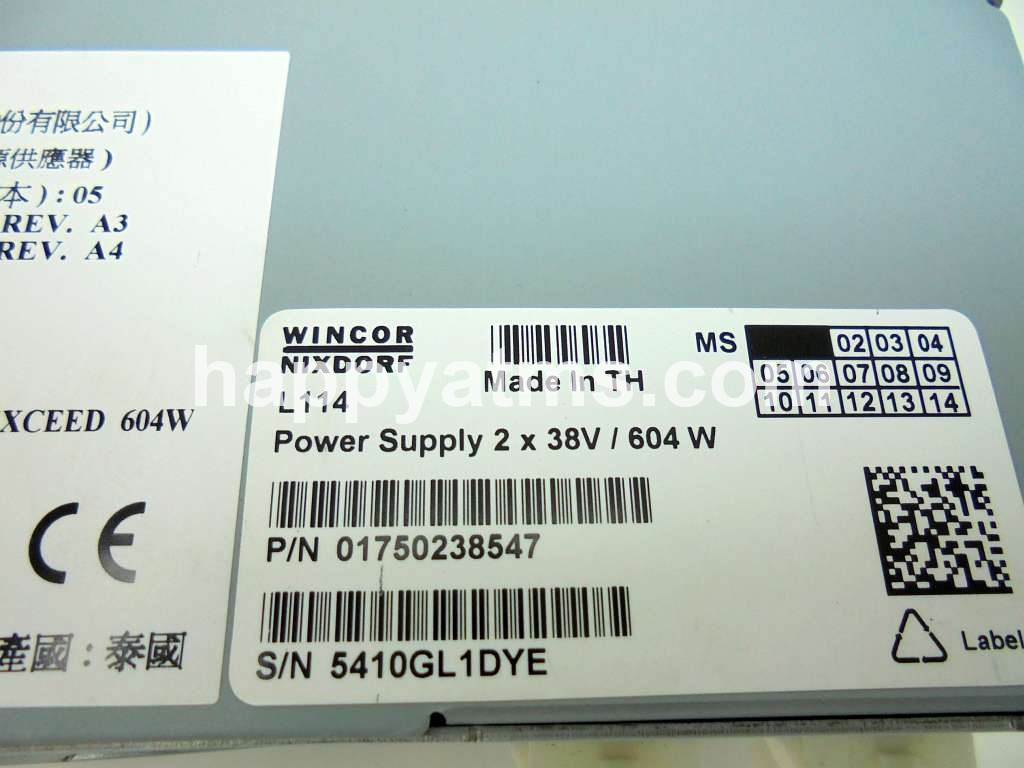 份有限公司)
源供應器)
本):05
REV. A3
REV. A4
XCEED 604W
CE
產國:泰國
WINCOR
NIXDORF
Made In TH
L114
Power Supply 2 x 38V / 604 W
MS
02 03 04
05 06 07 08 09
10 11 12 13 14
P/N 01750238547
S/N 5410GL1DYE
Label
happyatms.com